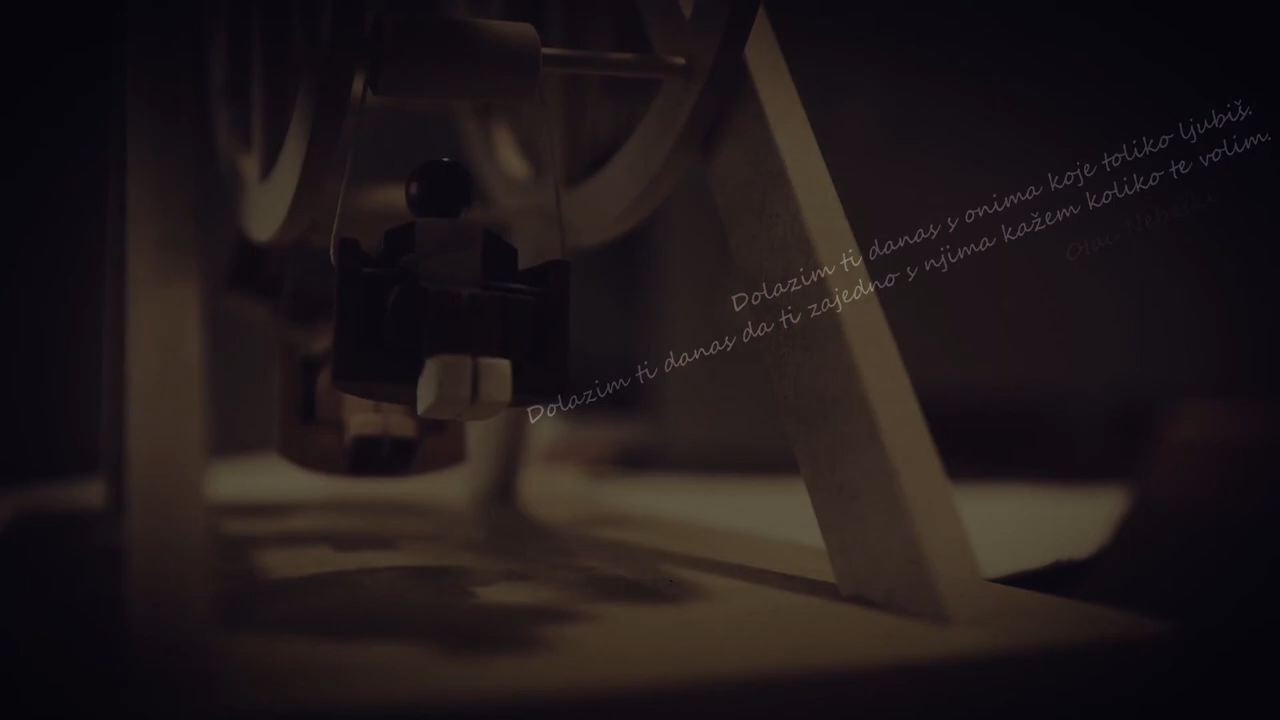 Dolazim ti danas s onima koje toliko ljubiš.
Dolazim ti danas da ti zajedno s njima kažem koliko te volim.